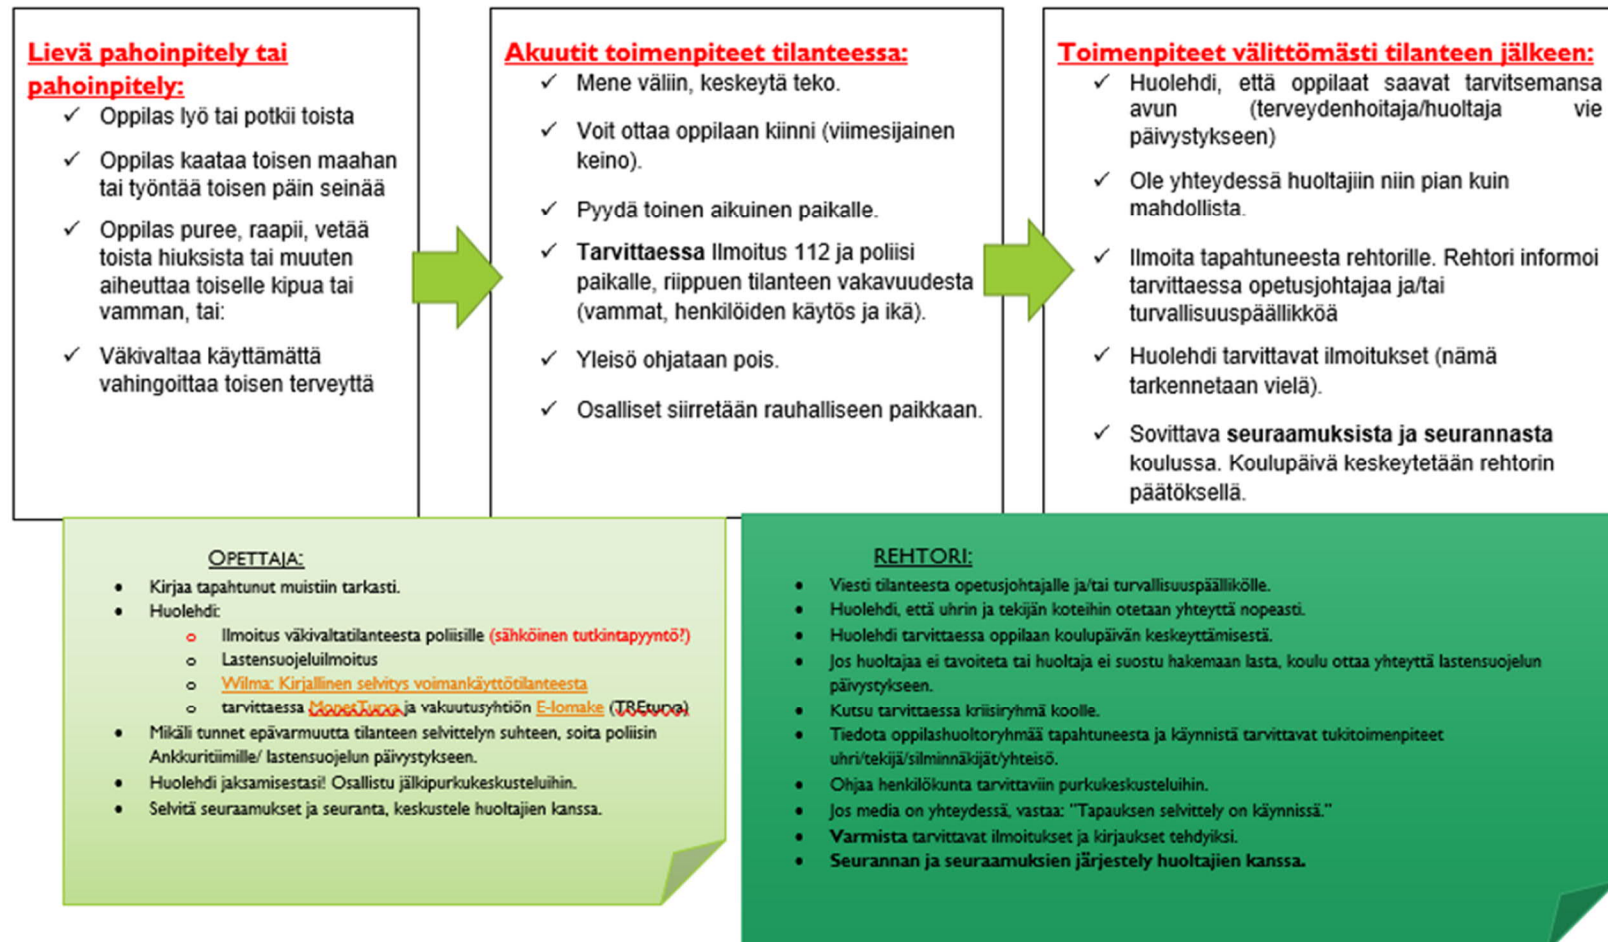 Lievä pahoinpitely tai
pahoinpitely:
✓ Oppilas lyö tai potkii toista
✓ Oppilas kaataa toisen maahan
tai työntää toisen päin seinää
✓ Oppilas puree, raapii, vetää
toista hiuksista tai muuten
aiheuttaa toiselle kipua tai
vamman, tai:
✓ Väkivaltaa käyttämättä
vahingoittaa toisen terveyttä
Akuutit toimenpiteet tilanteessa:
✓ Mene väliin, keskeytä teko.
✓ Voit ottaa oppilaan kiinni (viimesijainen
keino).
✓ Pyydä toinen aikuinen paikalle.
✓ Tarvittaessa Ilmoitus 112 ja poliisi
paikalle, riippuen tilanteen vakavuudesta
(vammat, henkilöiden käytös ja ikä).
✓ Yleisö ohjataan pois.
✓ Osalliset siirretään rauhalliseen paikkaan.
Toimenpiteet välittömästi tilanteen jälkeen:
✓ Huolehdi, että oppilaat saavat tarvitsemansa
avun (terveydenhoitaja/huoltaja vie
päivystykseen)
✓ Ole yhteydessä huoltajiin niin pian kuin
mahdollista.
✓ Ilmoita tapahtuneesta rehtorille. Rehtori informoi
tarvittaessa opetusjohtajaa ja/tai
turvallisuuspäällikköä
✓ Huolehdi tarvittavat ilmoitukset (nämä
tarkennetaan vielä).
✓ Sovittava seuraamuksista ja seurannasta
koulussa. Koulupäivä keskeytetään rehtorin
päätöksellä.
OPETTAJA:
• Kirjaa tapahtunut muistiin tarkasti.
• Huolehdi:
o Ilmoitus väkivaltatilanteesta poliisille (sähköinen tutkintapyyntö?)
o Lastensuojeluilmoitus
o Wilma: Kirjallinen selvitys voimankäyttötilanteesta
o tarvittaessa MonetTurva ja vakuutusyhtiön E-lomake (TREturva)
• Mikäli tunnet epävarmuutta tilanteen selvittelyn suhteen, soita poliisin
Ankkuritiimille/ lastensuojelun päivystykseen.
• Huolehdi jaksamisestasi! Osallistu jälkipurkukeskusteluihin.
• Selvitä seuraamukset ja seuranta, keskustele huoltajien kanssa.
REHTORI:
• Viesti tilanteesta opetusjohtajalle ja/tai turvallisuuspäällikölle.
• Huolehdi, että uhrin ja tekijän koteihin otetaan yhteyttä nopeasti.
• Huolehdi tarvittaessa oppilaan koulupäivän keskeyttämisestä.
• Jos huoltajaa ei tavoiteta tai huoltaja ei suostu hakemaan lasta, koulu ottaa yhteyttä lastensuojelun
päivystykseen.
• Kutsu tarvittaessa kriisiryhmä koolle.
• Tiedota oppilashuoltoryhmää tapahtuneesta ja käynnistä tarvittavat tukitoimenpiteet
uhri/tekijä/silminnäkijät/yhteisö.
• Ohjaa henkilökunta tarvittaviin purkukeskusteluihin.
• Jos media on yhteydessä, vastaa: "Tapauksen selvittely on käynnissä."
• Varmista tarvittavat ilmoitukset ja kirjaukset tehdyiksi.
• Seurannan ja seuraamuksien järjestely huoltajien kanssa.